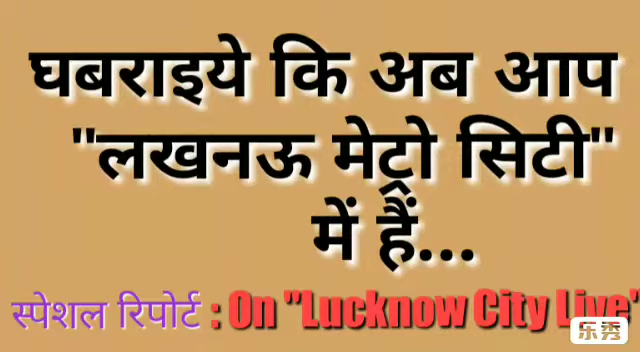 घबराइये कि अब आप
"लखनऊ मेट्रो सिटी"
में हैं...
स्पेशल रिपोर्ट : On "Lucknow City Live"
乐秀